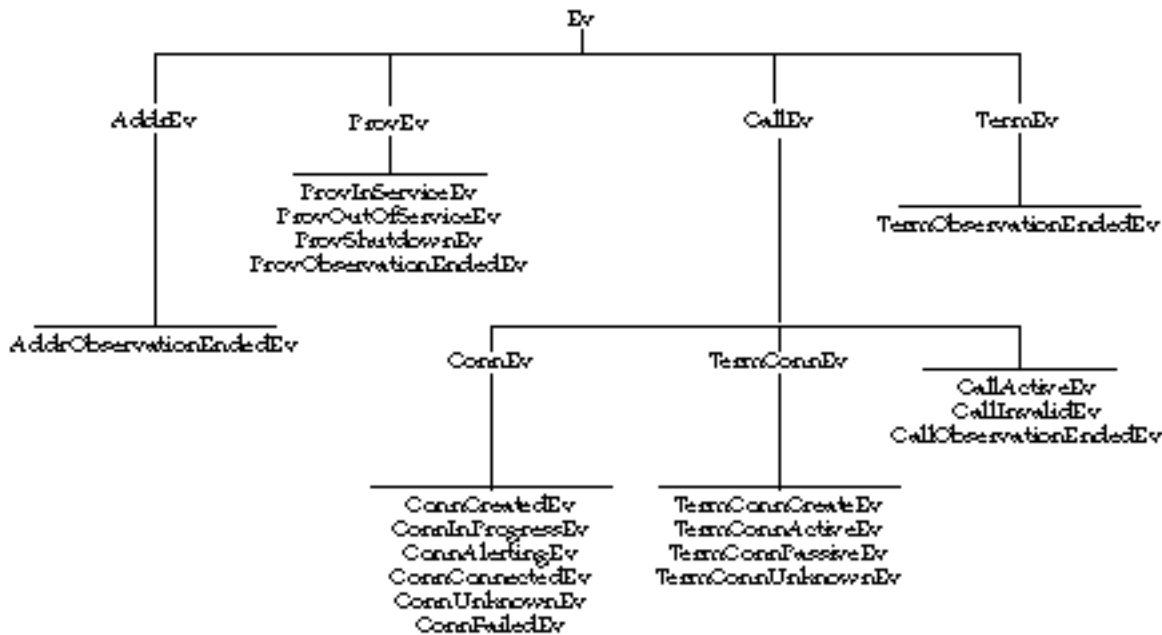 Ev
AddrEv
ProvEv
CallEv
TermEv
ProvInServiceEv
ProvOutOfServiceEv
ProvShutdownEv
ProvObservationEndedEv
TermObservationEndedEv
AddrObservationEndedEv
ConnEv
TermConnEv
CallActiveEv
CallInvalidEv
CallObservationEndedEv
ConnCreatedEv
ConnInProgressEv
ConnAlertingEv
ConnConnectedEv
ConnUnknownEv
ConnFailedEv
TermConnCreateEv
TermConnActiveEv
TermConnPassiveEv
TermConnUnknownEv